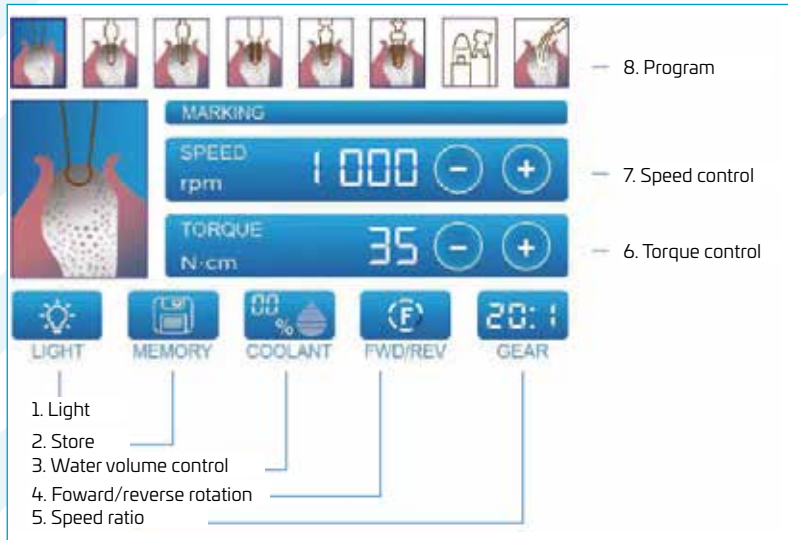 8. Program
MARKING
SPEED
rpm
1000
7. Speed control
TORQUE
N·cm
35
6. Torque control
00
%
F
20:1
LIGHT
MEMORY
COOLANT
FWD/REV
GEAR
1. Light
2. Store
3. Water volume control
4. Foward/reverse rotation
5. Speed ratio